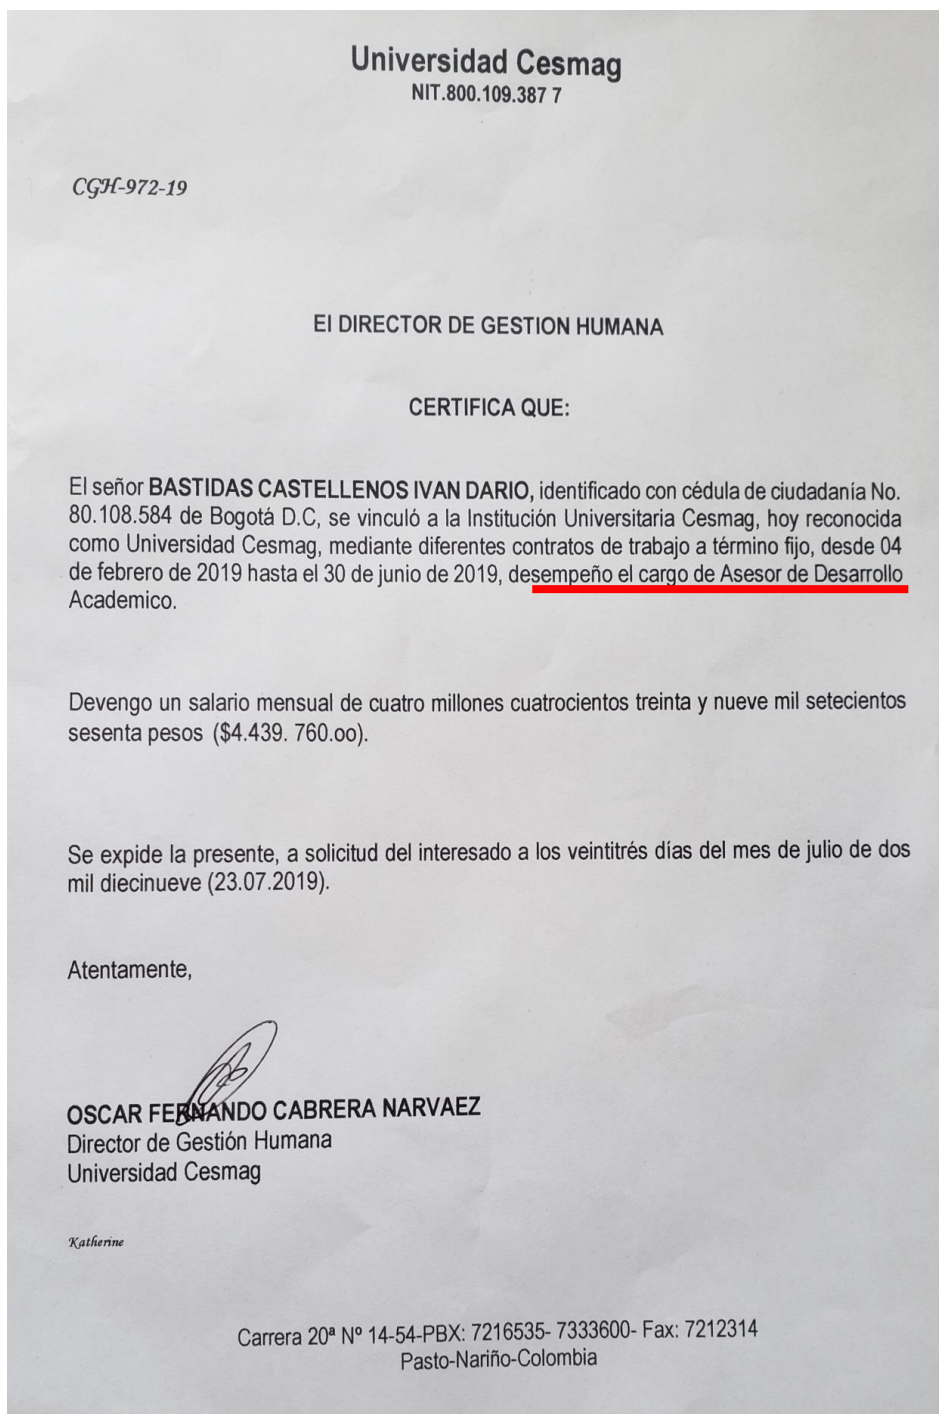 Universidad Cesmag
NIT.800.109.387 7
CGH-972-19
El DIRECTOR DE GESTION HUMANA
CERTIFICA QUE:
El señor BASTIDAS CASTELLENOS IVAN DARIO, identificado con cédula de ciudadanía No.
80.108.584 de Bogotá D.C, se vinculó a la Institución Universitaria Cesmag, hoy reconocida
como Universidad Cesmag, mediante diferentes contratos de trabajo a término fijo, desde 04
de febrero de 2019 hasta el 30 de junio de 2019, desempeño el cargo de Asesor de Desarrollo
Academico.
Devengo un salario mensual de cuatro millones cuatrocientos treinta y nueve mil setecientos
sesenta pesos ($4.439. 760.oo).
Se expide la presente, a solicitud del interesado a los veintitrés días del mes de julio de dos
mil diecinueve (23.07.2019).
Atentamente,
OSCAR FERNANDO CABRERA NARVAEZ
Director de Gestión Humana
Universidad Cesmag
Katherine
Carrera 20ª Nº 14-54-PBX: 7216535- 7333600- Fax: 7212314
Pasto-Nariño-Colombia